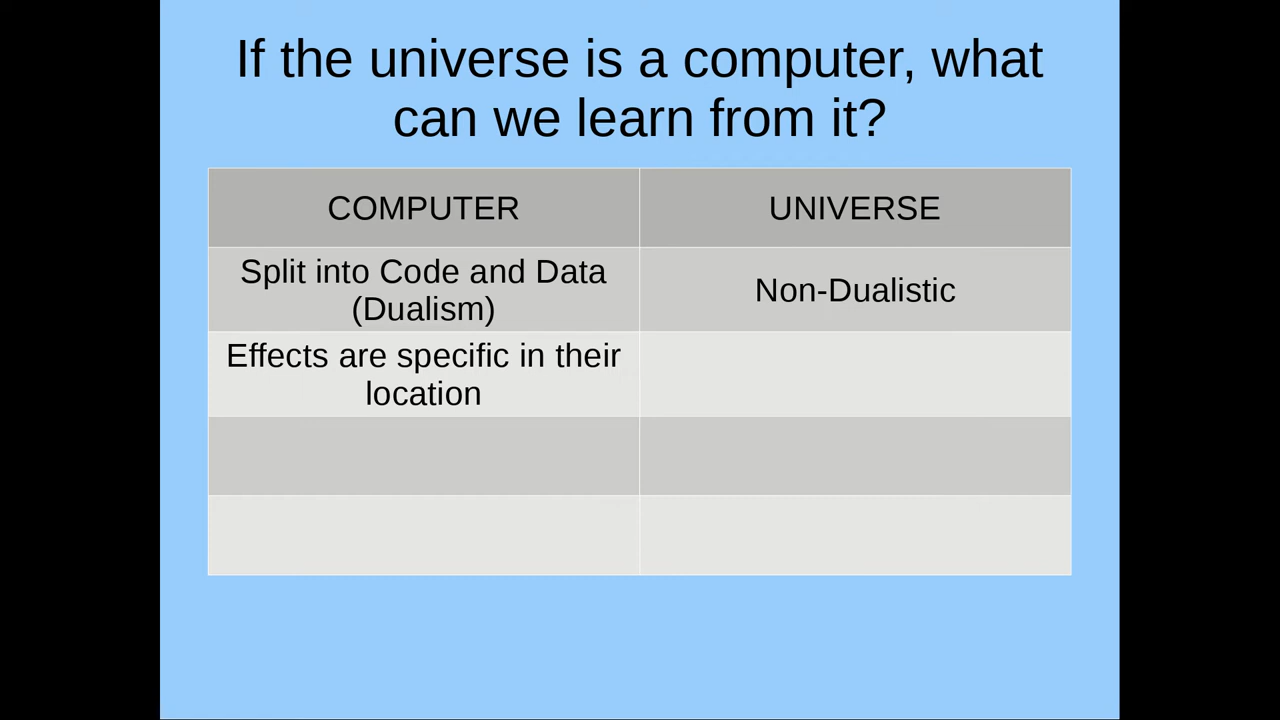 If the universe is a computer, what
can we learn from it?
COMPUTER
UNIVERSE
Split into Code and Data
(Dualism)
Non-Dualistic
Effects are specific in their
location